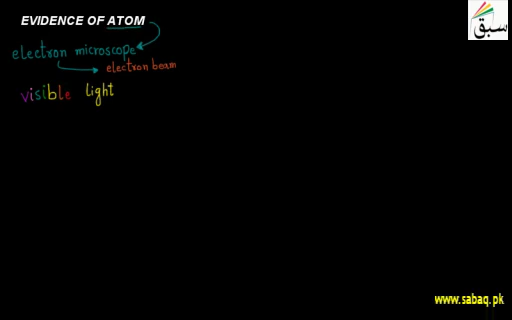 EVIDENCE OF ATOM
سبق
electron microscope
electron beam
visible light
www.sabaq.pk